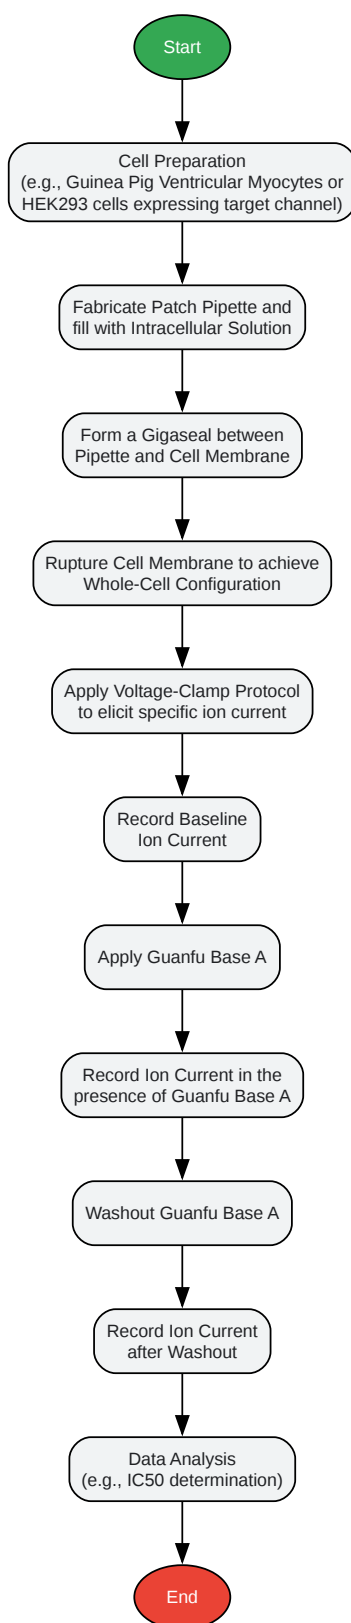 Start
Cell Preparation
(e.g., Guinea Pig Ventricular Myocytes or
HEK293 cells expressing target channel)
Fabricate Patch Pipette and
fill with Intracellular Solution
Form a Gigaseal between
Pipette and Cell Membrane
Rupture Cell Membrane to achieve
Whole-Cell Configuration
Apply Voltage-Clamp Protocol
to elicit specific ion current
Record Baseline
Ion Current
Apply Guanfu Base A
Record Ion Current in the
presence of Guanfu Base A
Washout Guanfu Base A
Record Ion Current
after Washout
Data Analysis
(e.g., IC50 determination)
End